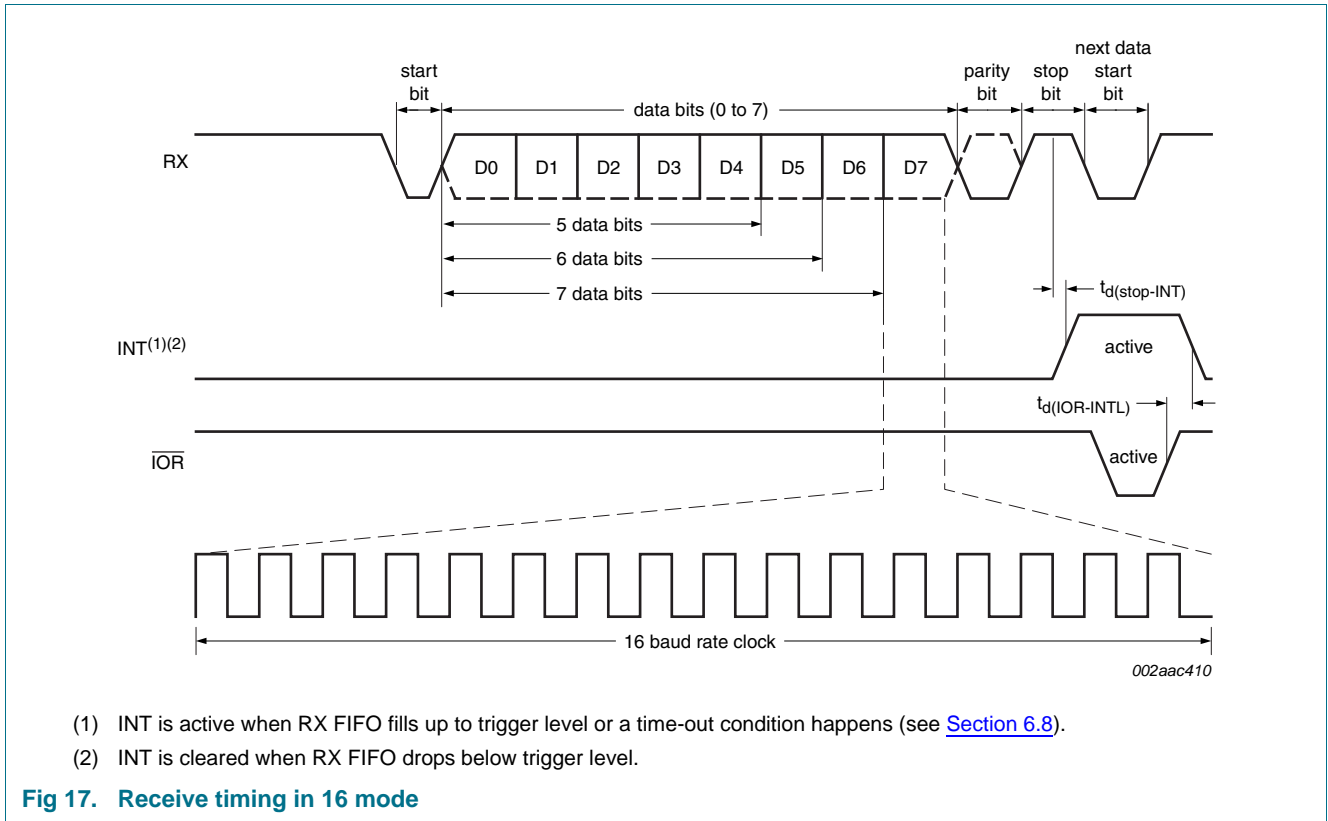 start
bit
data bits (0 to 7)
parity
bit
stop
bit
next data
start
bit
RX
D0 D1 D2 D3 D4 D5 D6 D7
5 data bits
6 data bits
7 data bits
td(stop-INT)
INT(1)(2)
active
td(IOR-INTL)
IOR
active
16 baud rate clock
002aac410
(1) INT is active when RX FIFO fills up to trigger level or a time-out condition happens (see Section 6.8).
(2) INT is cleared when RX FIFO drops below trigger level.
Fig 17. Receive timing in 16 mode